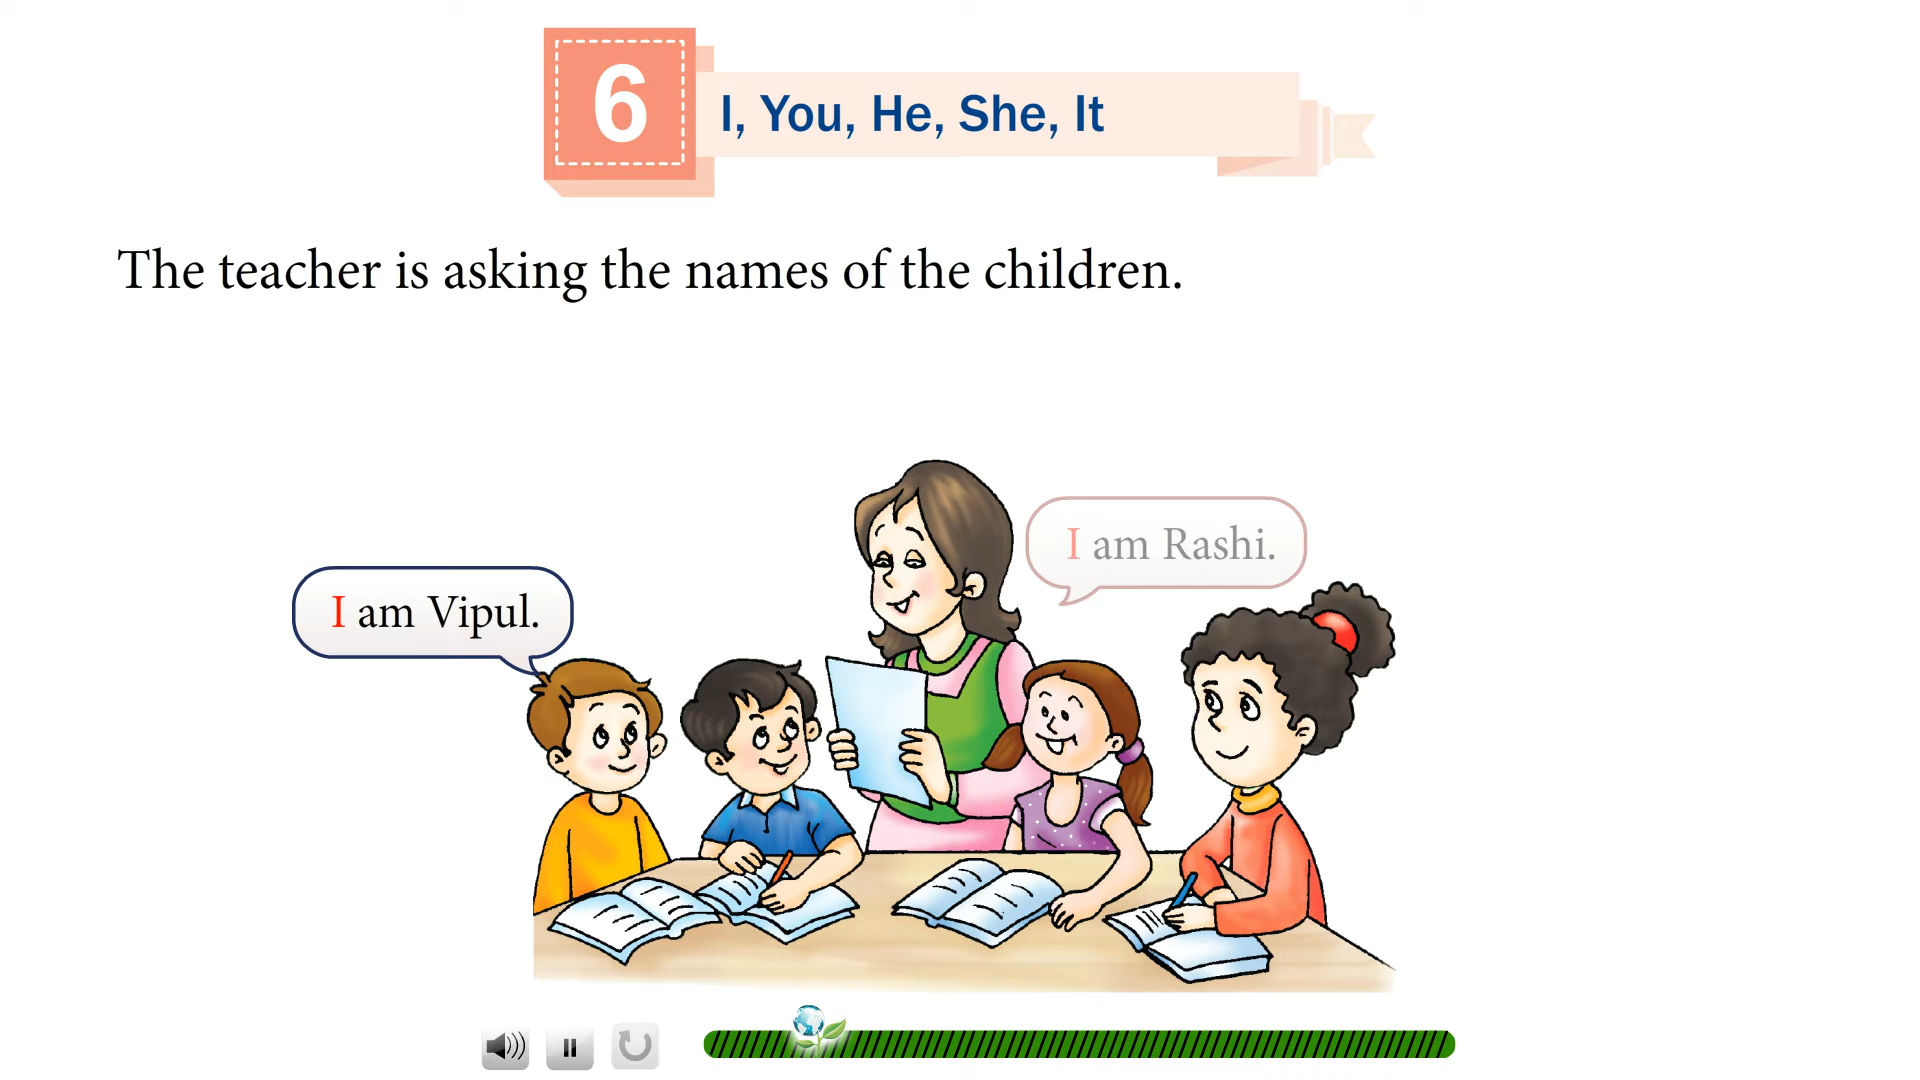 6
I, You, He, She, It
The teacher is asking the names of the children.
I am Rashi.
I am Vipul.